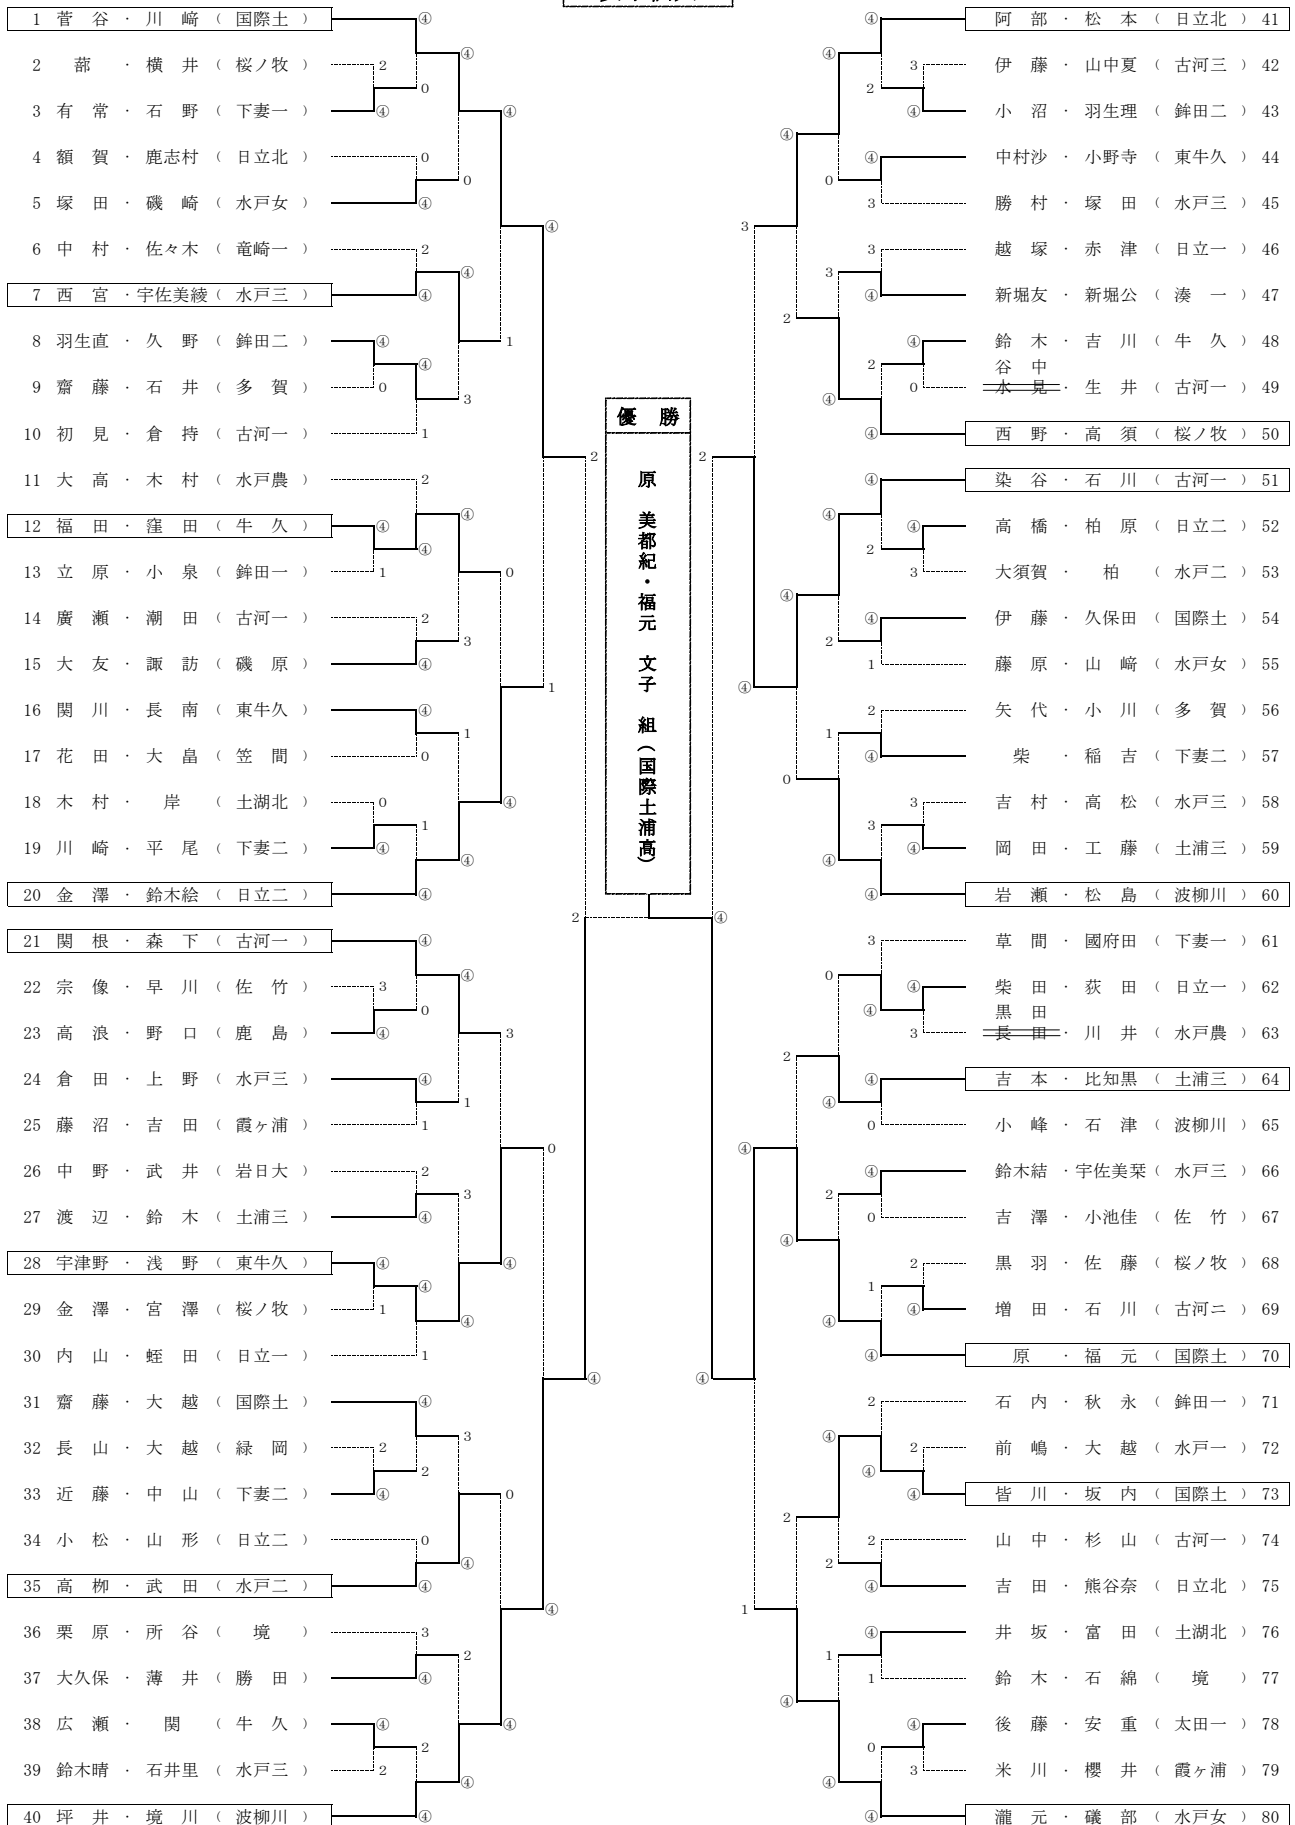 1 菅 谷 ・ 川 﨑 ( 国際土 )
2 蔀 ・ 横 井 ( 桜ノ牧 )
3 有 常 ・ 石 野 ( 下妻一 )
4 額 賀 ・ 鹿志村 ( 日立北 )
5 塚 田 ・ 磯 崎 ( 水戸女 )
6 中 村 ・ 佐々木 ( 竜崎一 )
7 西 宮 ・ 宇佐美綾 ( 水戸三 )
8 羽生直 ・ 久 野 ( 鉾田二 )
9 齋 藤 ・ 石 井 ( 多 賀 )
10 初 見 ・ 倉 持 ( 古河一 )
11 大 高 ・ 木 村 ( 水戸農 )
12 福 田 ・ 窪 田 ( 牛 久 )
13 立 原 ・ 小 泉 ( 鉾田一 )
14 廣 瀬 ・ 潮 田 ( 古河一 )
15 大 友 ・ 諏 訪 ( 磯 原 )
16 関 川 ・ 長 南 ( 東牛久 )
17 花 田 ・ 大 畠 ( 笠 間 )
18 木 村 ・ 岸 ( 土湖北 )
19 川 崎 ・ 平 尾 ( 下妻二 )
20 金 澤 ・ 鈴木絵 ( 日立二 )
21 関 根 ・ 森 下 ( 古河一 )
22 宗 像 ・ 早 川 ( 佐 竹 )
23 高 浪 ・ 野 口 ( 鹿 島 )
24 倉 田 ・ 上 野 ( 水戸三 )
25 藤 沼 ・ 吉 田 ( 霞ヶ浦 )
26 中 野 ・ 武 井 ( 岩日大 )
27 渡 辺 ・ 鈴 木 ( 土浦三 )
28 宇津野 ・ 浅 野 ( 東牛久 )
29 金 澤 ・ 宮 澤 ( 桜ノ牧 )
30 内 山 ・ 蛭 田 ( 日立一 )
31 齋 藤 ・ 大 越 ( 国際土 )
32 長 山 ・ 大 越 ( 緑 岡 )
33 近 藤 ・ 中 山 ( 下妻二 )
34 小 松 ・ 山 形 ( 日立二 )
35 高 栁 ・ 武 田 ( 水戸二 )
36 栗 原 ・ 所 谷 ( 境 )
37 大久保 ・ 薄 井 ( 勝 田 )
38 広 瀬 ・ 関 ( 牛 久 )
39 鈴木晴 ・ 石井里 ( 水戸三 )
40 坪 井 ・ 境 川 ( 波柳川 )
優 勝
原 美都紀・福元 文子 組(国際土浦高)
阿 部 ・ 松 本 ( 日立北 ) 41
伊 藤 ・ 山中夏 ( 古河三 ) 42
小 沼 ・ 羽生理 ( 鉾田二 ) 43
中村沙 ・ 小野寺 ( 東牛久 ) 44
勝 村 ・ 塚 田 ( 水戸三 ) 45
越 塚 ・ 赤 津 ( 日立一 ) 46
新堀友 ・ 新堀公 ( 湊 一 ) 47
鈴 木 ・ 吉 川 ( 牛 久 ) 48
谷 中
水 見 ・ 生 井 ( 古河一 ) 49
西 野 ・ 高 須 ( 桜ノ牧 ) 50
染 谷 ・ 石 川 ( 古河一 ) 51
高 橋 ・ 柏 原 ( 日立二 ) 52
大須賀 ・ 柏 ( 水戸二 ) 53
伊 藤 ・ 久保田 ( 国際土 ) 54
藤 原 ・ 山 﨑 ( 水戸女 ) 55
矢 代 ・ 小 川 ( 多 賀 ) 56
柴 ・ 稲 吉 ( 下妻二 ) 57
吉 村 ・ 高 松 ( 水戸三 ) 58
岡 田 ・ 工 藤 ( 土浦三 ) 59
岩 瀬 ・ 松 島 ( 波柳川 ) 60
草 間 ・ 國府田 ( 下妻一 ) 61
柴 田 ・ 荻 田 ( 日立一 ) 62
黒 田
長 田 ・ 川 井 ( 水戸農 ) 63
吉 本 ・ 比知黒 ( 土浦三 ) 64
小 峰 ・ 石 津 ( 波柳川 ) 65
鈴木結 ・ 宇佐美栞 ( 水戸三 ) 66
吉 澤 ・ 小池佳 ( 佐 竹 ) 67
黒 羽 ・ 佐 藤 ( 桜ノ牧 ) 68
増 田 ・ 石 川 ( 古河二 ) 69
原 ・ 福 元 ( 国際土 ) 70
石 内 ・ 秋 永 ( 鉾田一 ) 71
前 嶋 ・ 大 越 ( 水戸一 ) 72
皆 川 ・ 坂 内 ( 国際土 ) 73
山 中 ・ 杉 山 ( 古河一 ) 74
吉 田 ・ 熊谷奈 ( 日立北 ) 75
井 坂 ・ 富 田 ( 土湖北 ) 76
鈴 木 ・ 石 綿 ( 境 ) 77
後 藤 ・ 安 重 ( 太田一 ) 78
米 川 ・ 櫻 井 ( 霞ヶ浦 ) 79
瀧 元 ・ 礒 部 ( 水戸女 ) 80